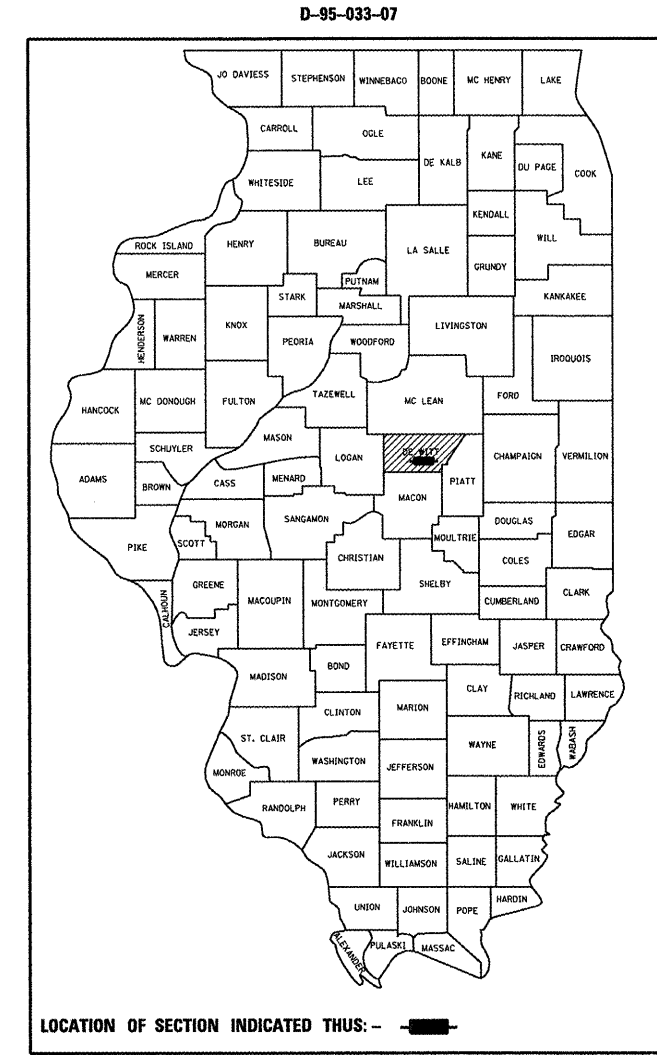 D-95-033-07
JO DAVIESS STEPHENSON WINNEBAGO BOONE MC HENRY LAKE
CARROLL OGLE DE KALB KANE DU PAGE COOK
WHITESIDE LEE
KENDALL WILL
ROCK ISLAND HENRY BUREAU LA SALLE
MERCER PUTNAM GRUNDY
STARK MARSHALL KANKAKEE
HENDERSON WARREN KNOX PEORIA WOODFORD LIVINGSTON IROQUOIS
HANCOCK MC DONOUGH FULTON TAZEWELL MC LEAN FORD
MASON
SCHUYLER LOGAN DE WITT CHAMPAIGN VERMILION
ADAMS BROWN CASS MENARD PIATT
MACON
MORGAN SANGAMON DOUGLAS
PIKE SCOTT MOULTRIE EDGAR
CHRISTIAN COLES
GREENE SHELBY
CALHOUN MACOUPIN MONTGOMERY CUMBERLAND CLARK
JERSEY
FAYETTE EFFINGHAM JASPER CRAWFORD
MADISON BOND
CLAY RICHLAND LAWRENCE
CLINTON MARION
ST. CLAIR WAYNE EDWARDS WABASH
WASHINGTON JEFFERSON
MONROE
RANDOLPH PERRY HAMILTON WHITE
FRANKLIN
JACKSON WILLIAMSON SALINE GALLATIN
UNION JOHNSON POPE HARDIN
ALEXANDER PULASKI MASSAC
LOCATION OF SECTION INDICATED THUS: -